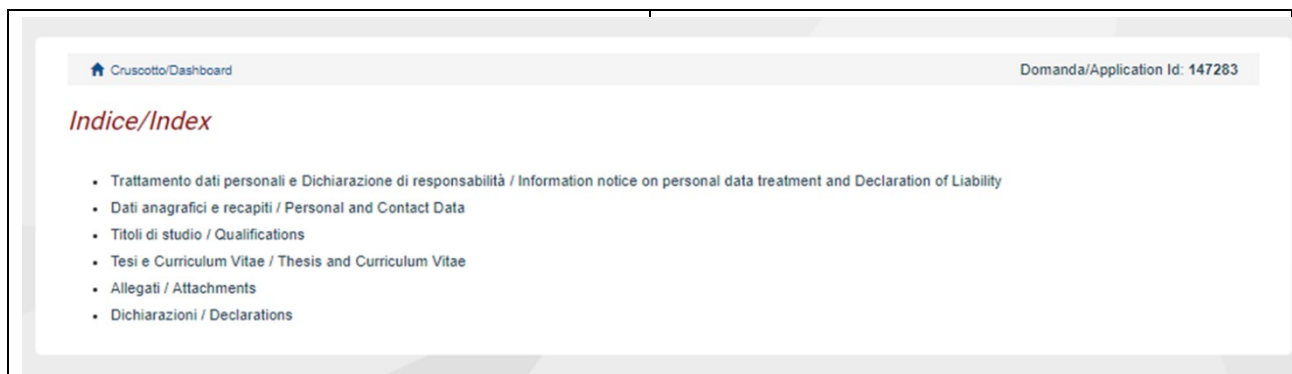 Cruscotto/Dashboard
Domanda/Application Id: 147283
Indice/Index
• Trattamento dati personali e Dichiarazione di responsabilità / Information notice on personal data treatment and Declaration of Liability
• Dati anagrafici e recapiti / Personal and Contact Data
• Titoli di studio / Qualifications
• Tesi e Curriculum Vitae / Thesis and Curriculum Vitae
• Allegati / Attachments
• Dichiarazioni / Declarations